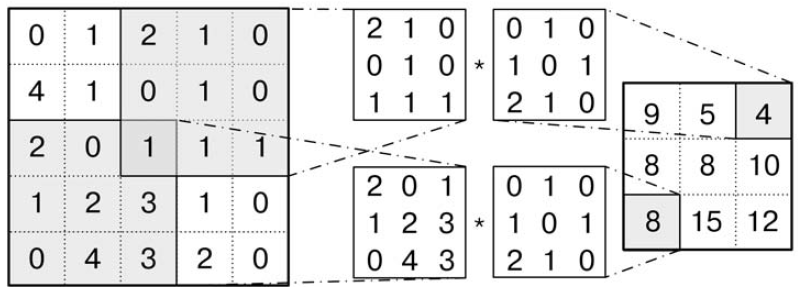 0 1 2 1 0
4 1 0 1 0
2 0 1 1 1
1 2 3 1 0
0 4 3 2 0
2 1 0
0 1 0
1 1 1
*
0 1 0
1 0 1
2 1 0
2 0 1
1 2 3
0 4 3
*
0 1 0
1 0 1
2 1 0
9 5 4
8 8 10
8 15 12